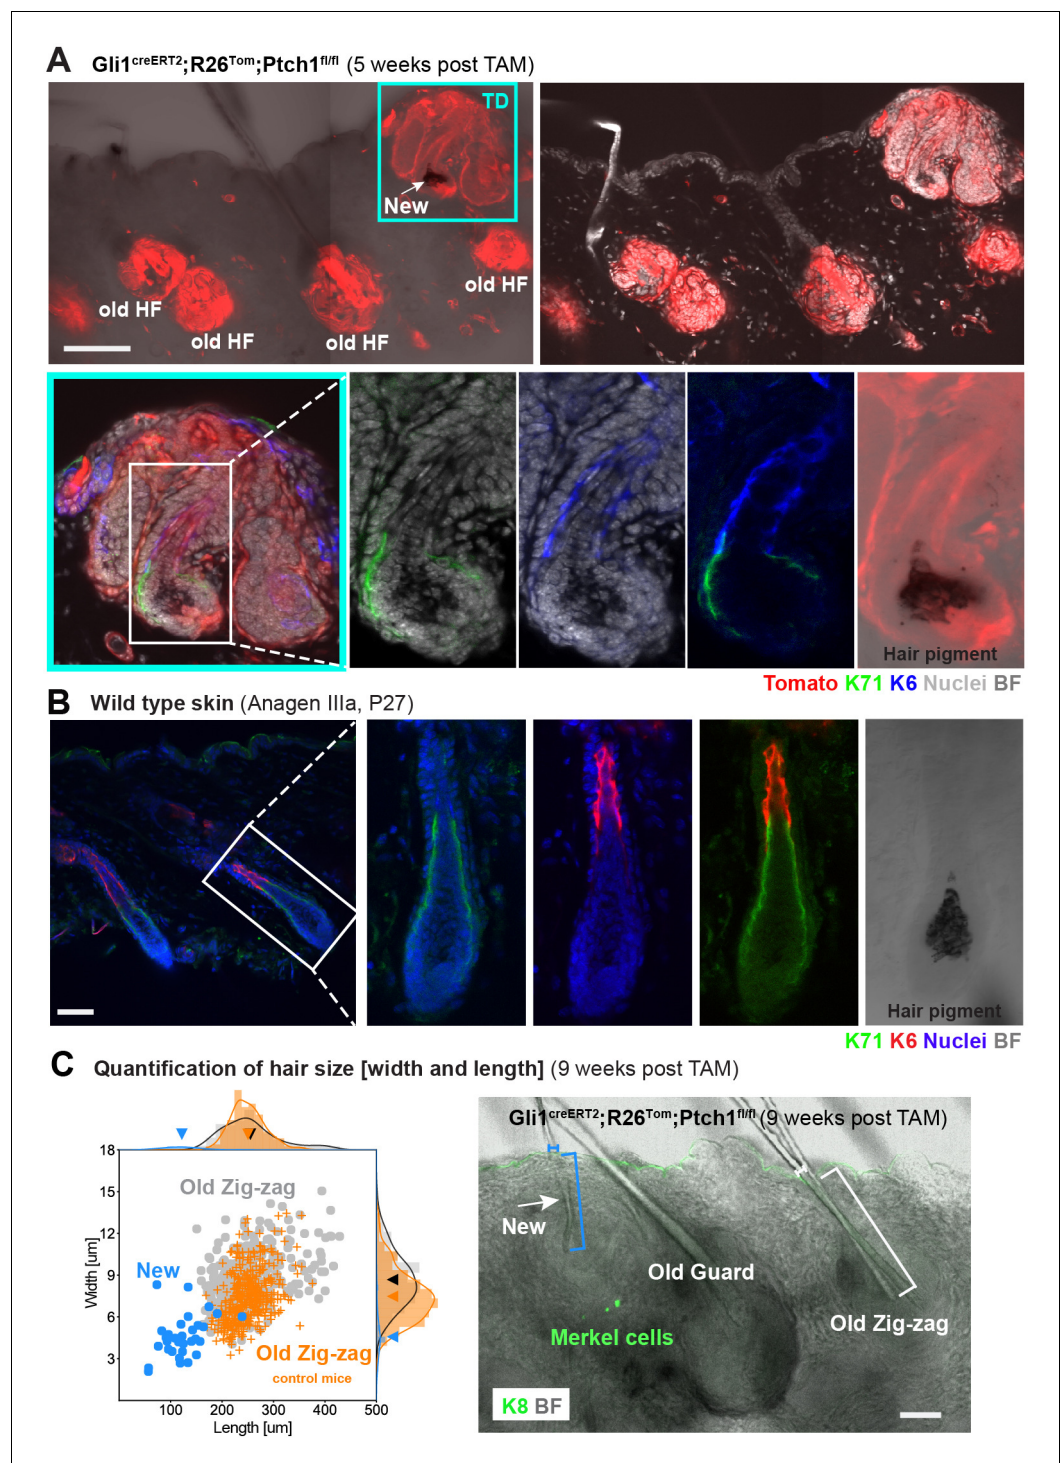 A Gli1creERT2;R26Tom;Ptch1fl/fl (5 weeks post TAM)
TD
New
old HF
old HF
old HF
old HF
Hair pigment
Tomato K71 K6 Nuclei BF
B Wild type skin (Anagen IIIa, P27)
Hair pigment
K71 K6 Nuclei BF
C Quantification of hair size [width and length] (9 weeks post TAM)
18
15
12
9
6
3
Width [um]
Old Zig-zag
New
Old Zig-zag
control mice
100 200 300 400 500
Length [um]
Gli1creERT2;R26Tom;Ptch1fl/fl (9 weeks post TAM)
New
Old Guard
Old Zig-zag
Merkel cells
K8 BF